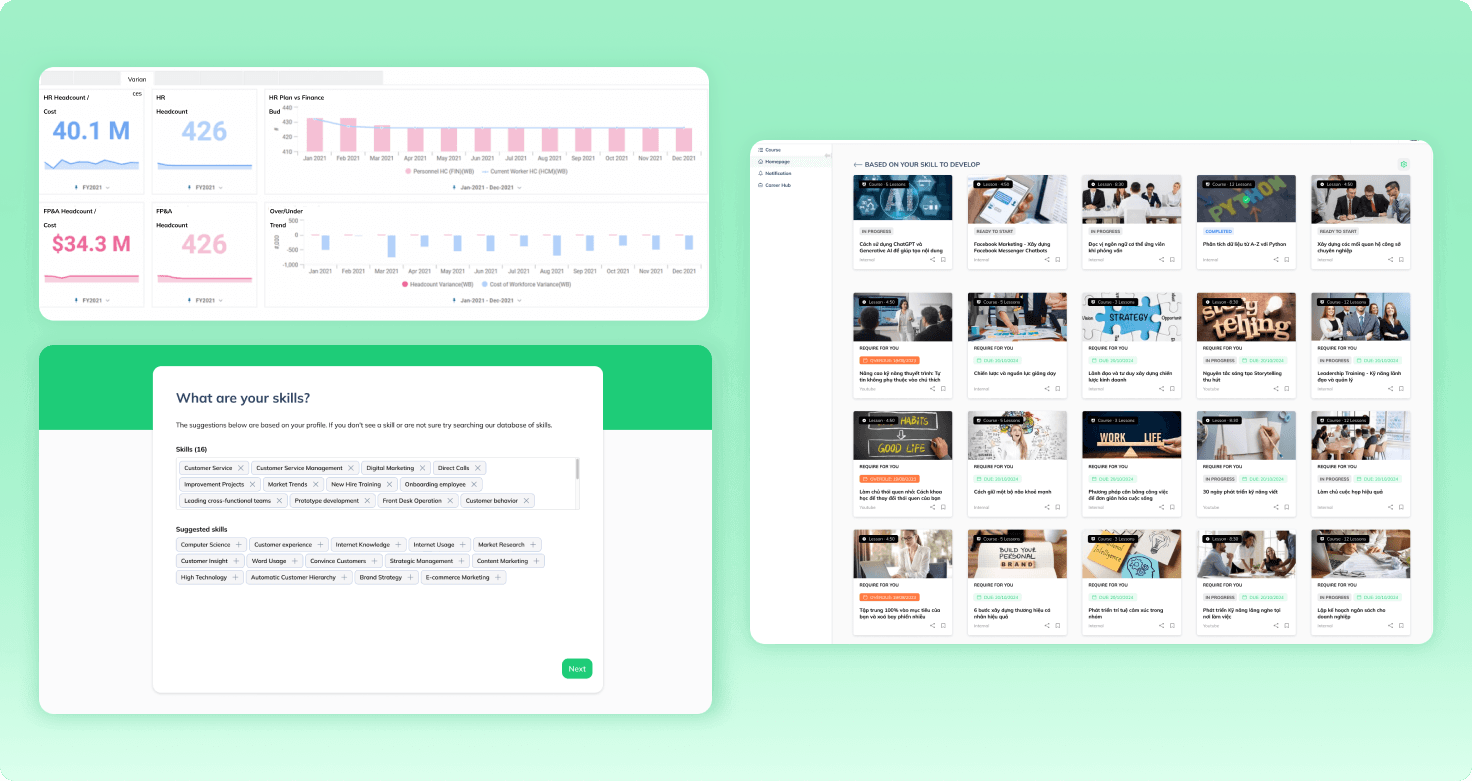 Varian
ces
HR Headcount /
Cost
40.1 M
FY2021
HR
Headcount
426
FY2021
HR Plan vs Finance
Bud
440
430
420
410
Jan 2021 Feb 2021 Mar 2021 Apr 2021 May 2021 Jun 2021 Jul 2021 Aug 2021 Sep 2021 Oct 2021 Nov 2021 Dec 2021
Personnel HC (FIN)(WB) Current Worker HC (HCM)(WB)
Jan-2021 - Dec-2021
FP&A Headcount /
Cost
$34.3 M
FY2021
FP&A
Headcount
426
FY2021
Over/Under
Trend
500
0
-500
-1,000
Jan 2021 Feb 2021 Mar 2021 Apr 2021 May 2021 Jun 2021 Jul 2021 Aug 2021 Sep 2021 Oct 2021 Nov 2021 Dec 2021
Headcount Variance(WB) Cost of Workforce Variance(WB)
Jan-2021 - Dec-2021
What are your skills?
The suggestions below are based on your profile. If you don't see a skill or are not sure try searching our database of skills.
Skills (16)
Customer Service Customer Service Management Digital Marketing Direct Calls
Improvement Projects Market Trends New Hire Training Onboarding employee
Leading cross-functional teams Prototype development Front Desk Operation Customer behavior
Suggested skills
Computer Science Customer experience Internet Knowledge Internet Usage Market Research
Customer Insight Word Usage Convince Customers Strategic Management Content Marketing
High Technology Automatic Customer Hierarchy Brand Strategy E-commerce Marketing
Next
Course
Homepage
Notification
Career Hub
BASED ON YOUR SKILL TO DEVELOP
Course · 5 Lessons
AI
IN PROGRESS
Cách sử dụng ChatGPT và
Generative AI để giúp tạo nội dung
Internal
Lesson · 4:50
READY TO START
Facebook Marketing - Xây dựng
Facebook Messenger Chatbots
Internal
Lesson · 8:30
IN PROGRESS
Đọc vị ngôn ngữ cơ thể ứng viên
khi phỏng vấn
Internal
Course · 12 Lessons
PYTHON
COMPLETED
Phân tích dữ liệu từ A-Z với Python
Internal
Lesson · 4:50
READY TO START
Xây dựng các mối quan hệ công sở
chuyên nghiệp
Internal
Lesson · 4:50
REQUIRE FOR YOU
Nâng cao kỹ năng thuyết trình: Tự
tin không phụ thuộc vào chú thích
Youtube
Course · 5 Lessons
REQUIRE FOR YOU
DUE: 20/10/2024
Chiến lược và nguồn lực giảng dạy
Internal
Course · 3 Lessons
Vision
STRATEGY
Opportunit
REQUIRE FOR YOU
DUE: 20/10/2024
Lãnh đạo và tư duy xây dựng chiến
lược kinh doanh
Internal
Lesson · 8:30
story
telling
REQUIRE FOR YOU
IN PROGRESS DUE: 20/10/2024
Nguyên tắc sáng tạo Storytelling
thu hút
Youtube
Course · 12 Lessons
REQUIRE FOR YOU
IN PROGRESS DUE: 20/10/2024
Leadership Training - Kỹ năng lãnh
đạo và quản lý
Internal
Lesson · 4:50
HABITS
GOOD LIFE
REQUIRE FOR YOU
Làm chủ thói quen nhỏ: Cách khoa
học để thay đổi thói quen của bạn
Youtube
Course · 5 Lessons
REQUIRE FOR YOU
DUE: 20/10/2024
Cách giữ một bộ não khoẻ mạnh
Internal
Course · 3 Lessons
WORK LIFE
REQUIRE FOR YOU
Phương pháp cân bằng công việc
để đơn giản hóa cuộc sống
Internal
Lesson · 8:30
REQUIRE FOR YOU
IN PROGRESS DUE: 20/10/2024
30 ngày phát triển kỹ năng viết
Youtube
Course · 12 Lessons
REQUIRE FOR YOU
IN PROGRESS DUE: 20/10/2024
Làm chủ cuộc họp hiệu quả
Internal
Lesson · 4:50
REQUIRE FOR YOU
Tập trung 100% vào mục tiêu của
bạn và xoá bay phiền nhiễu
Youtube
Course · 5 Lessons
BUILD YOUR
PERSONAL
BRAND
REQUIRE FOR YOU
DUE: 20/10/2024
6 bước xây dựng thương hiệu cá
nhân hiệu quả
Internal
Course · 3 Lessons
Intelligence
REQUIRE FOR YOU
Phát triển trí tuệ cảm xúc trong
nhóm
Internal
Lesson · 8:30
REQUIRE FOR YOU
IN PROGRESS DUE: 20/10/2024
Phát triển Kỹ năng lắng nghe tại
nơi làm việc
Youtube
Course · 12 Lessons
REQUIRE FOR YOU
IN PROGRESS DUE: 20/10/2024
Lập kế hoạch ngân sách cho
doanh nghiệp
Internal